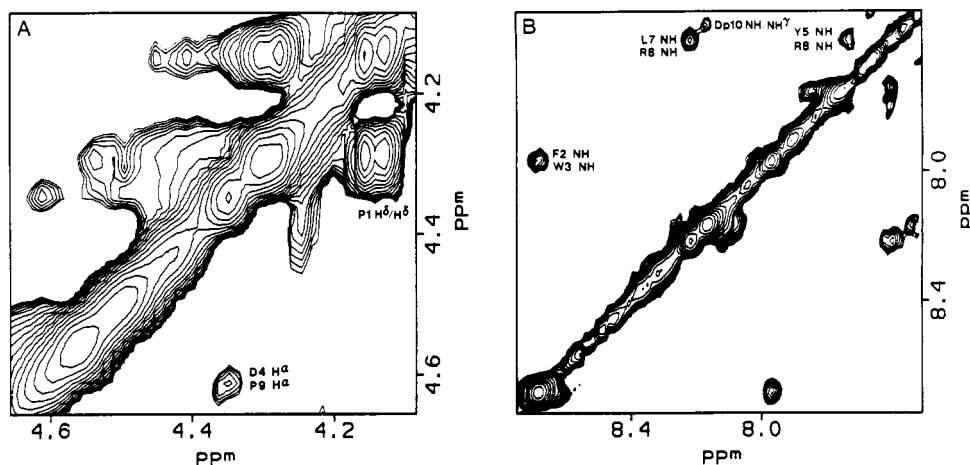 A
4.2
4.4
4.6
PPm
P1 Hδ/Hδ
D4 Hα
P9 Hα
4.6
4.4
4.2
PPm
B
Dp10 NH, NHγ
L7 NH
R8 NH
Y5 NH
R8 NH
F2 NH
W3 NH
8.0
8.4
PPm
8.4
8.0
PPm